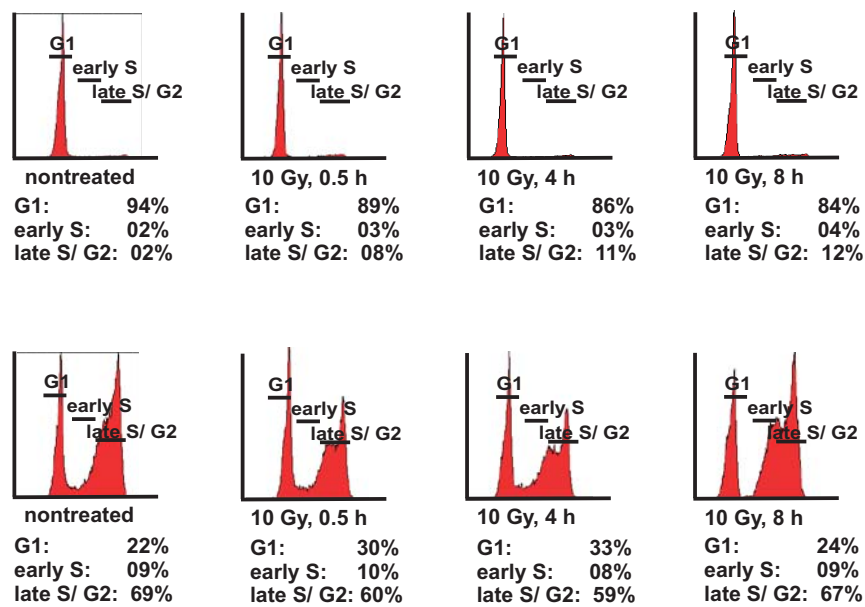 G1
early S
late S/ G2
nontreated
G1: 94%
early S: 02%
late S/ G2: 02%
G1
early S
late S/ G2
10 Gy, 0.5 h
G1: 89%
early S: 03%
late S/ G2: 08%
G1
early S
late S/ G2
10 Gy, 4 h
G1: 86%
early S: 03%
late S/ G2: 11%
G1
early S
late S/ G2
10 Gy, 8 h
G1: 84%
early S: 04%
late S/ G2: 12%
G1
early S
late S/ G2
nontreated
G1: 22%
early S: 09%
late S/ G2: 69%
G1
early S
late S/ G2
10 Gy, 0.5 h
G1: 30%
early S: 10%
late S/ G2: 60%
G1
early S
late S/ G2
10 Gy, 4 h
G1: 33%
early S: 08%
late S/ G2: 59%
G1
early S
late S/ G2
10 Gy, 8 h
G1: 24%
early S: 09%
late S/ G2: 67%